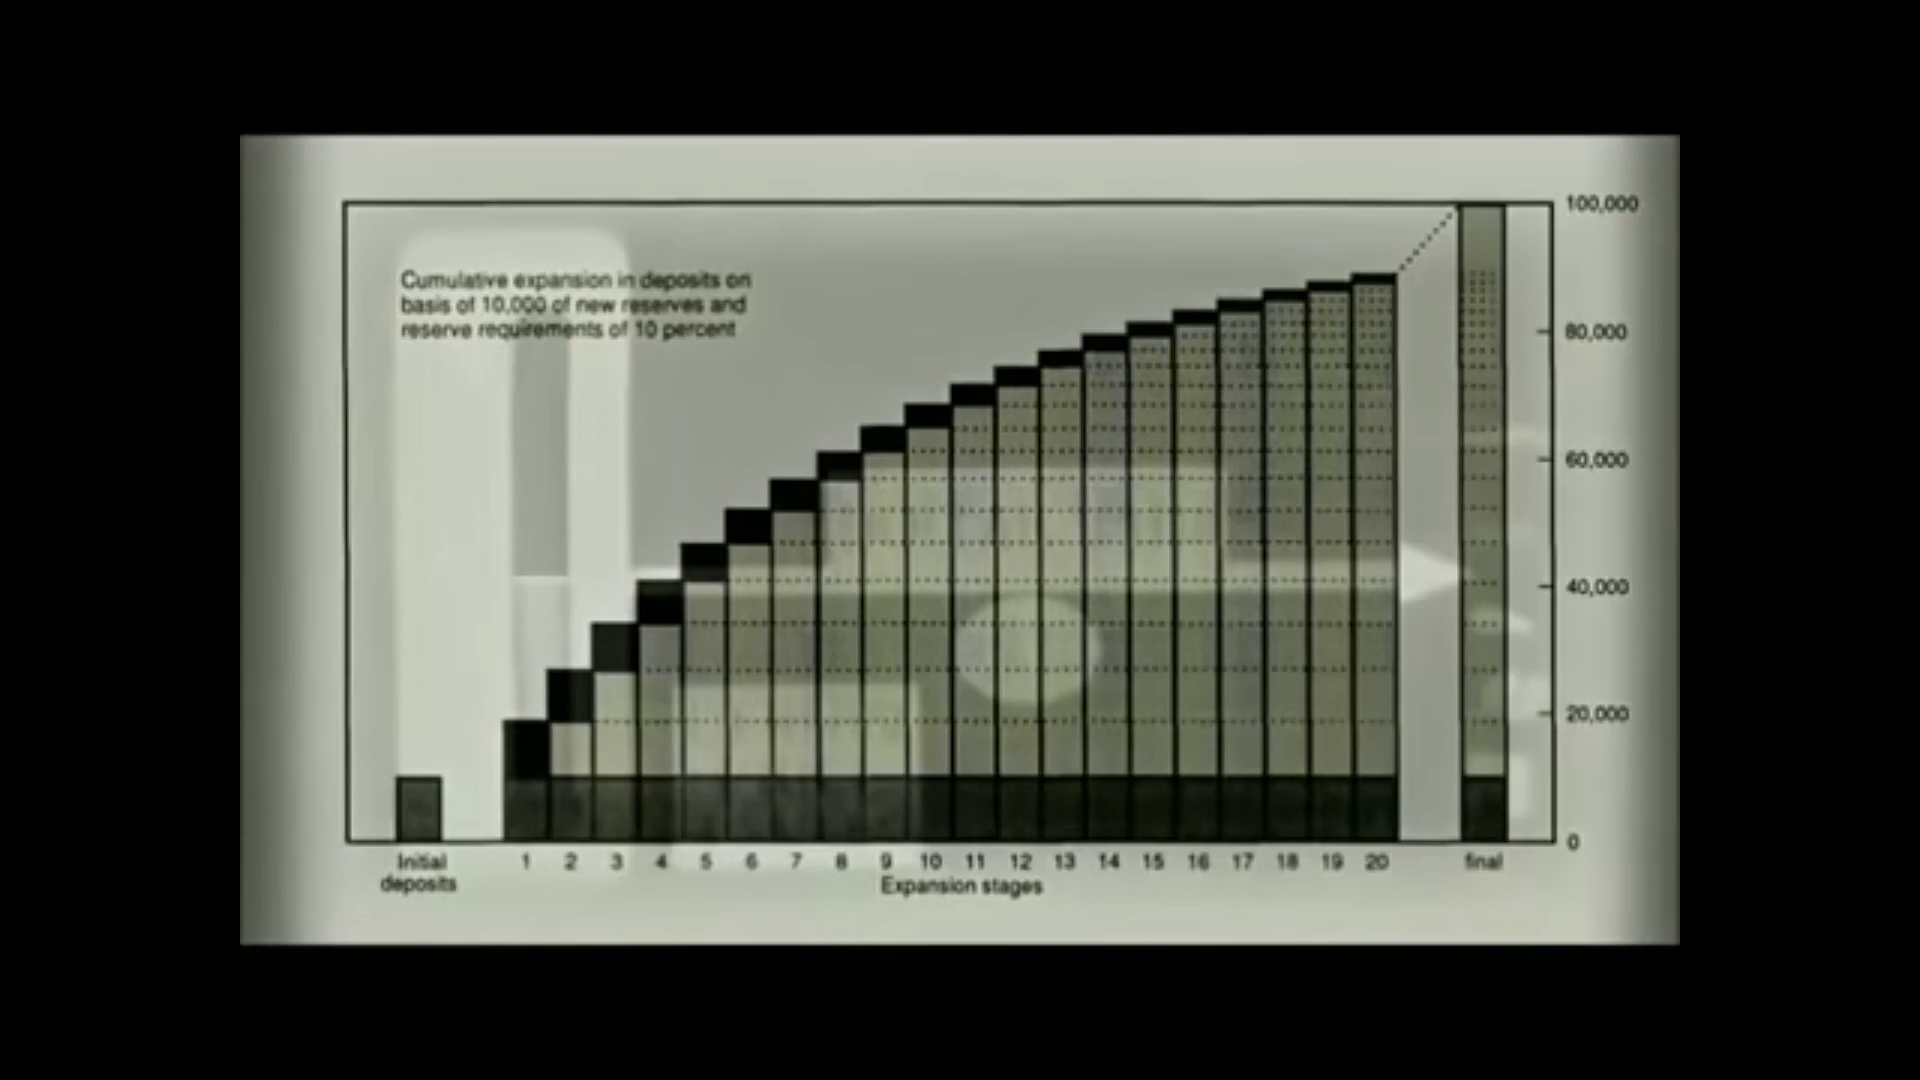 Cumulative expansion in deposits on
basis of 10,000 of new reserves and
reserve requirements of 10 percent
100,000
80,000
60,000
40,000
20,000
0
Initial
deposits
1 2 3 4 5 6 7 8 9 10 11 12 13 14 15 16 17 18 19 20
final
Expansion stages